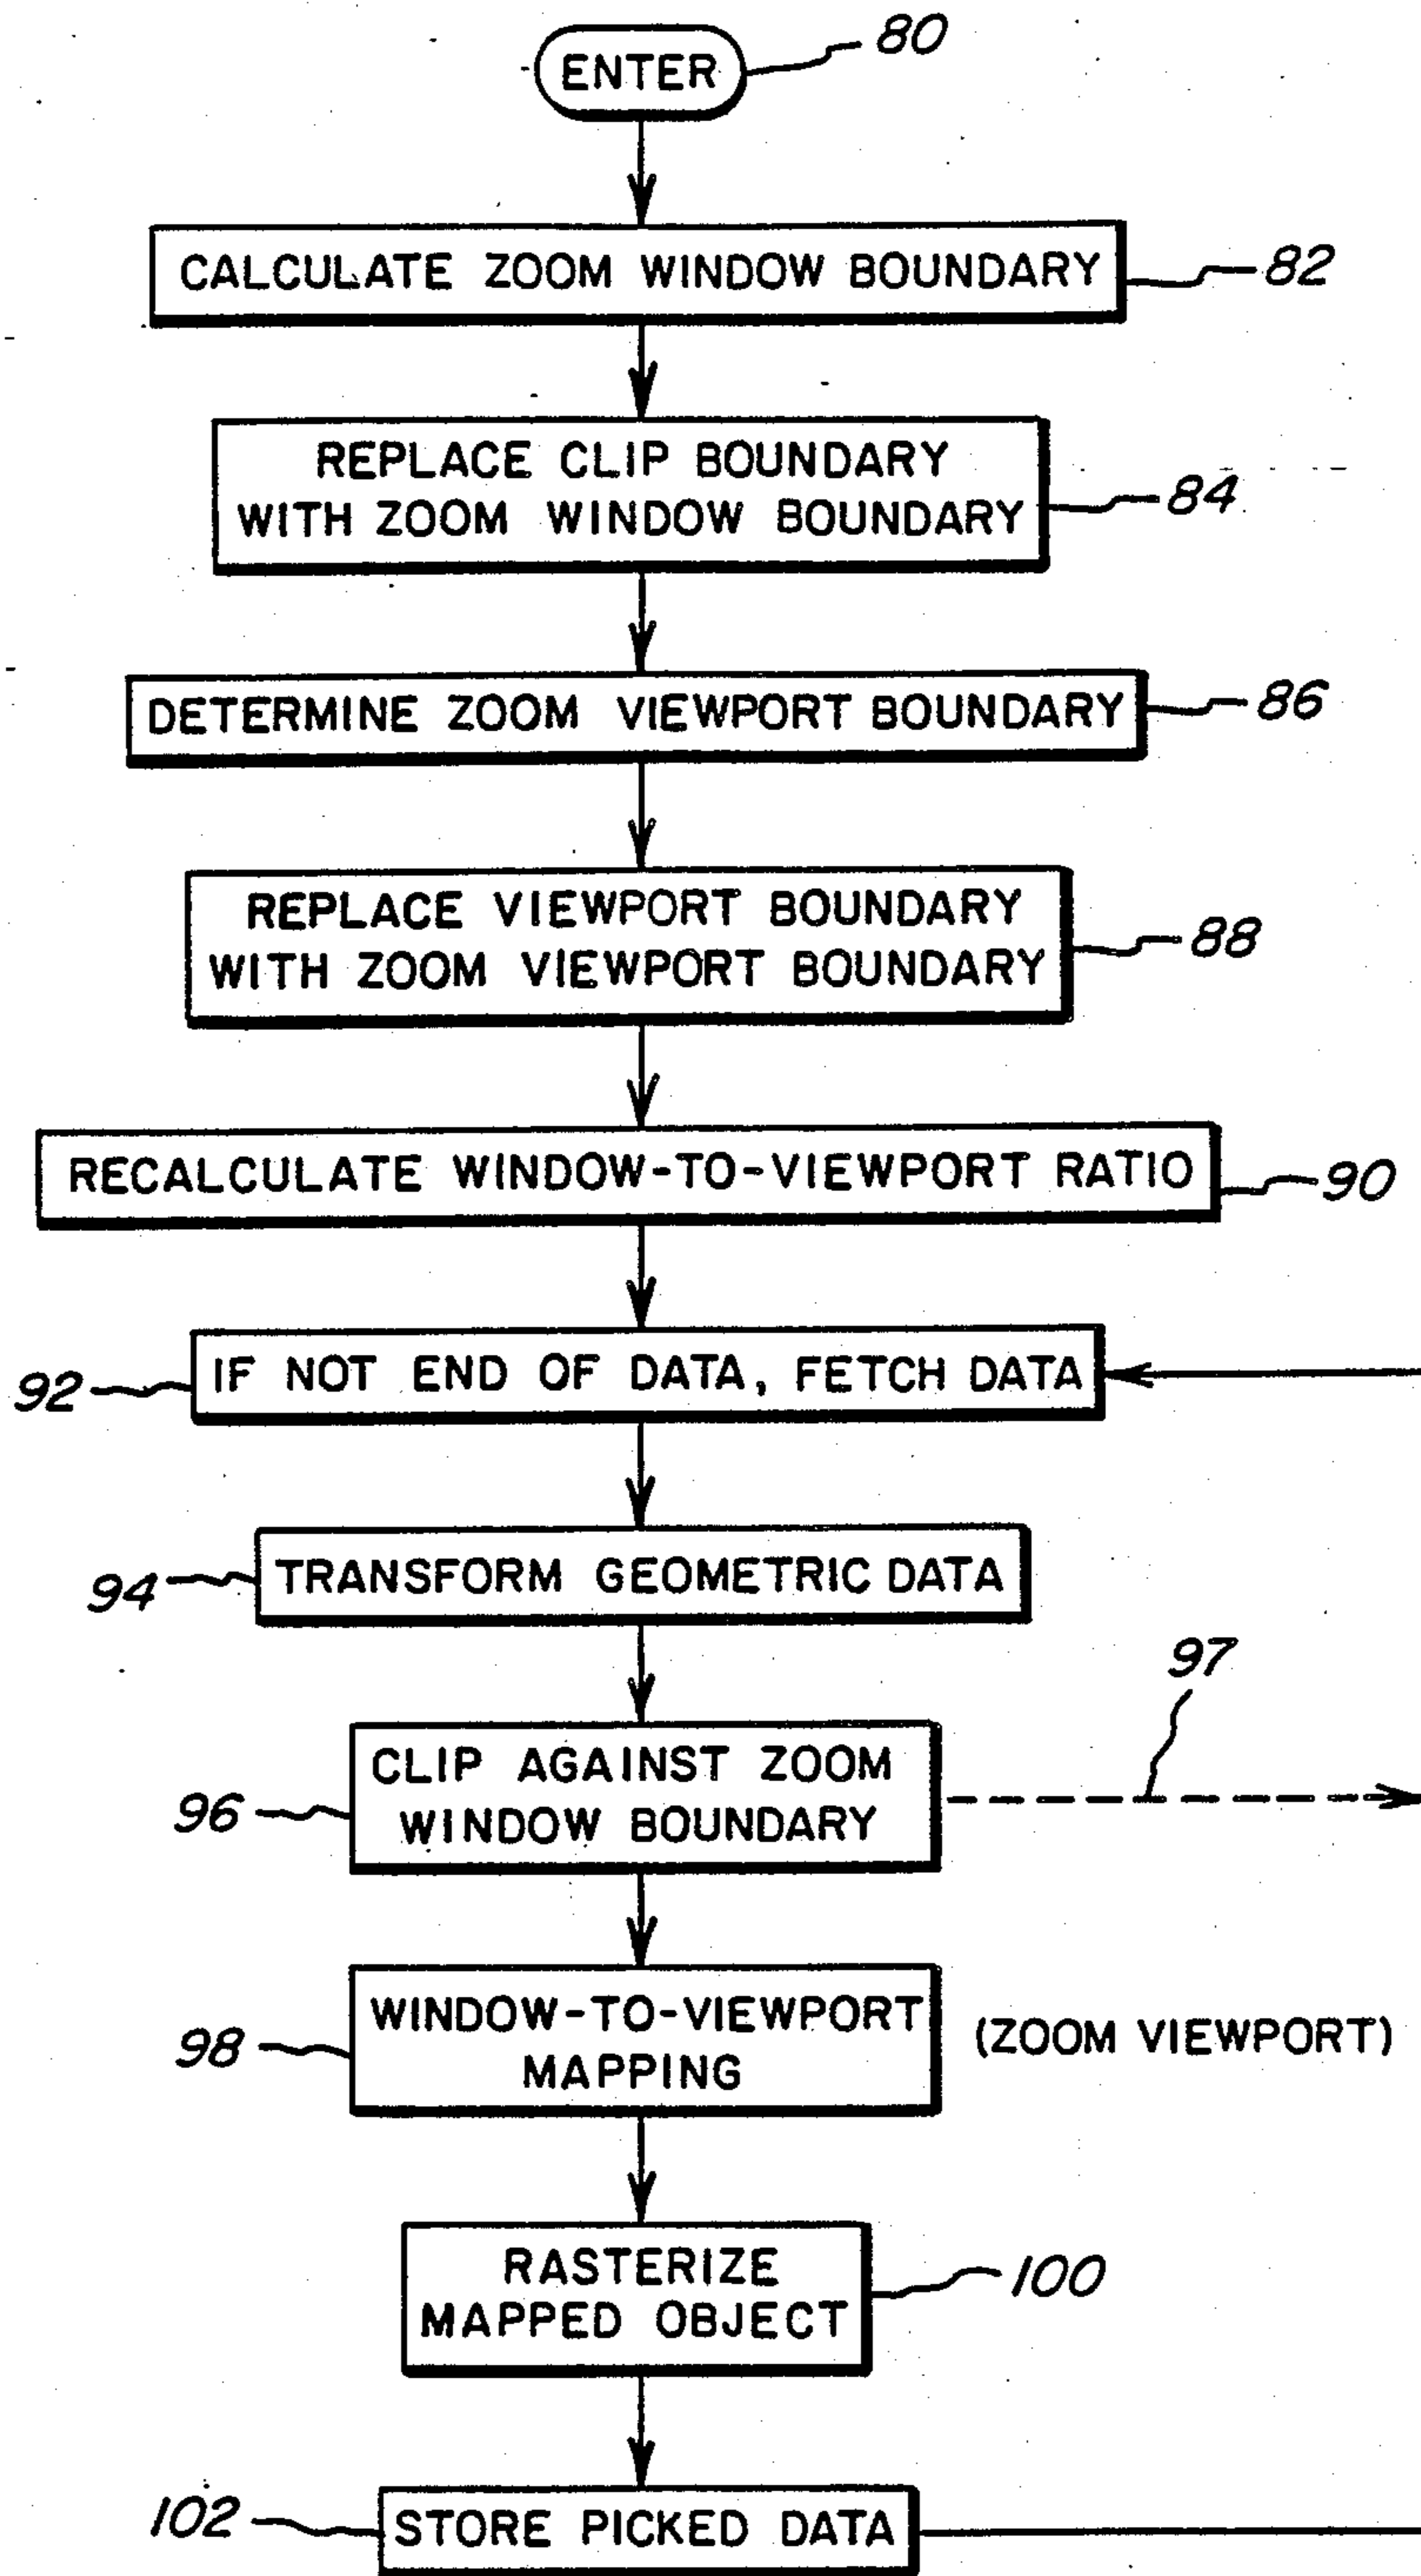 ENTER
80
CALCULATE ZOOM WINDOW BOUNDARY
82
REPLACE CLIP BOUNDARY
WITH ZOOM WINDOW BOUNDARY
84
DETERMINE ZOOM VIEWPORT BOUNDARY
86
REPLACE VIEWPORT BOUNDARY
WITH ZOOM VIEWPORT BOUNDARY
88
RECALCULATE WINDOW-TO-VIEWPORT RATIO
90
92
IF NOT END OF DATA, FETCH DATA
94
TRANSFORM GEOMETRIC DATA
97
96
CLIP AGAINST ZOOM
WINDOW BOUNDARY
98
WINDOW-TO-VIEWPORT
MAPPING
(ZOOM VIEWPORT)
RASTERIZE
MAPPED OBJECT
100
102
STORE PICKED DATA